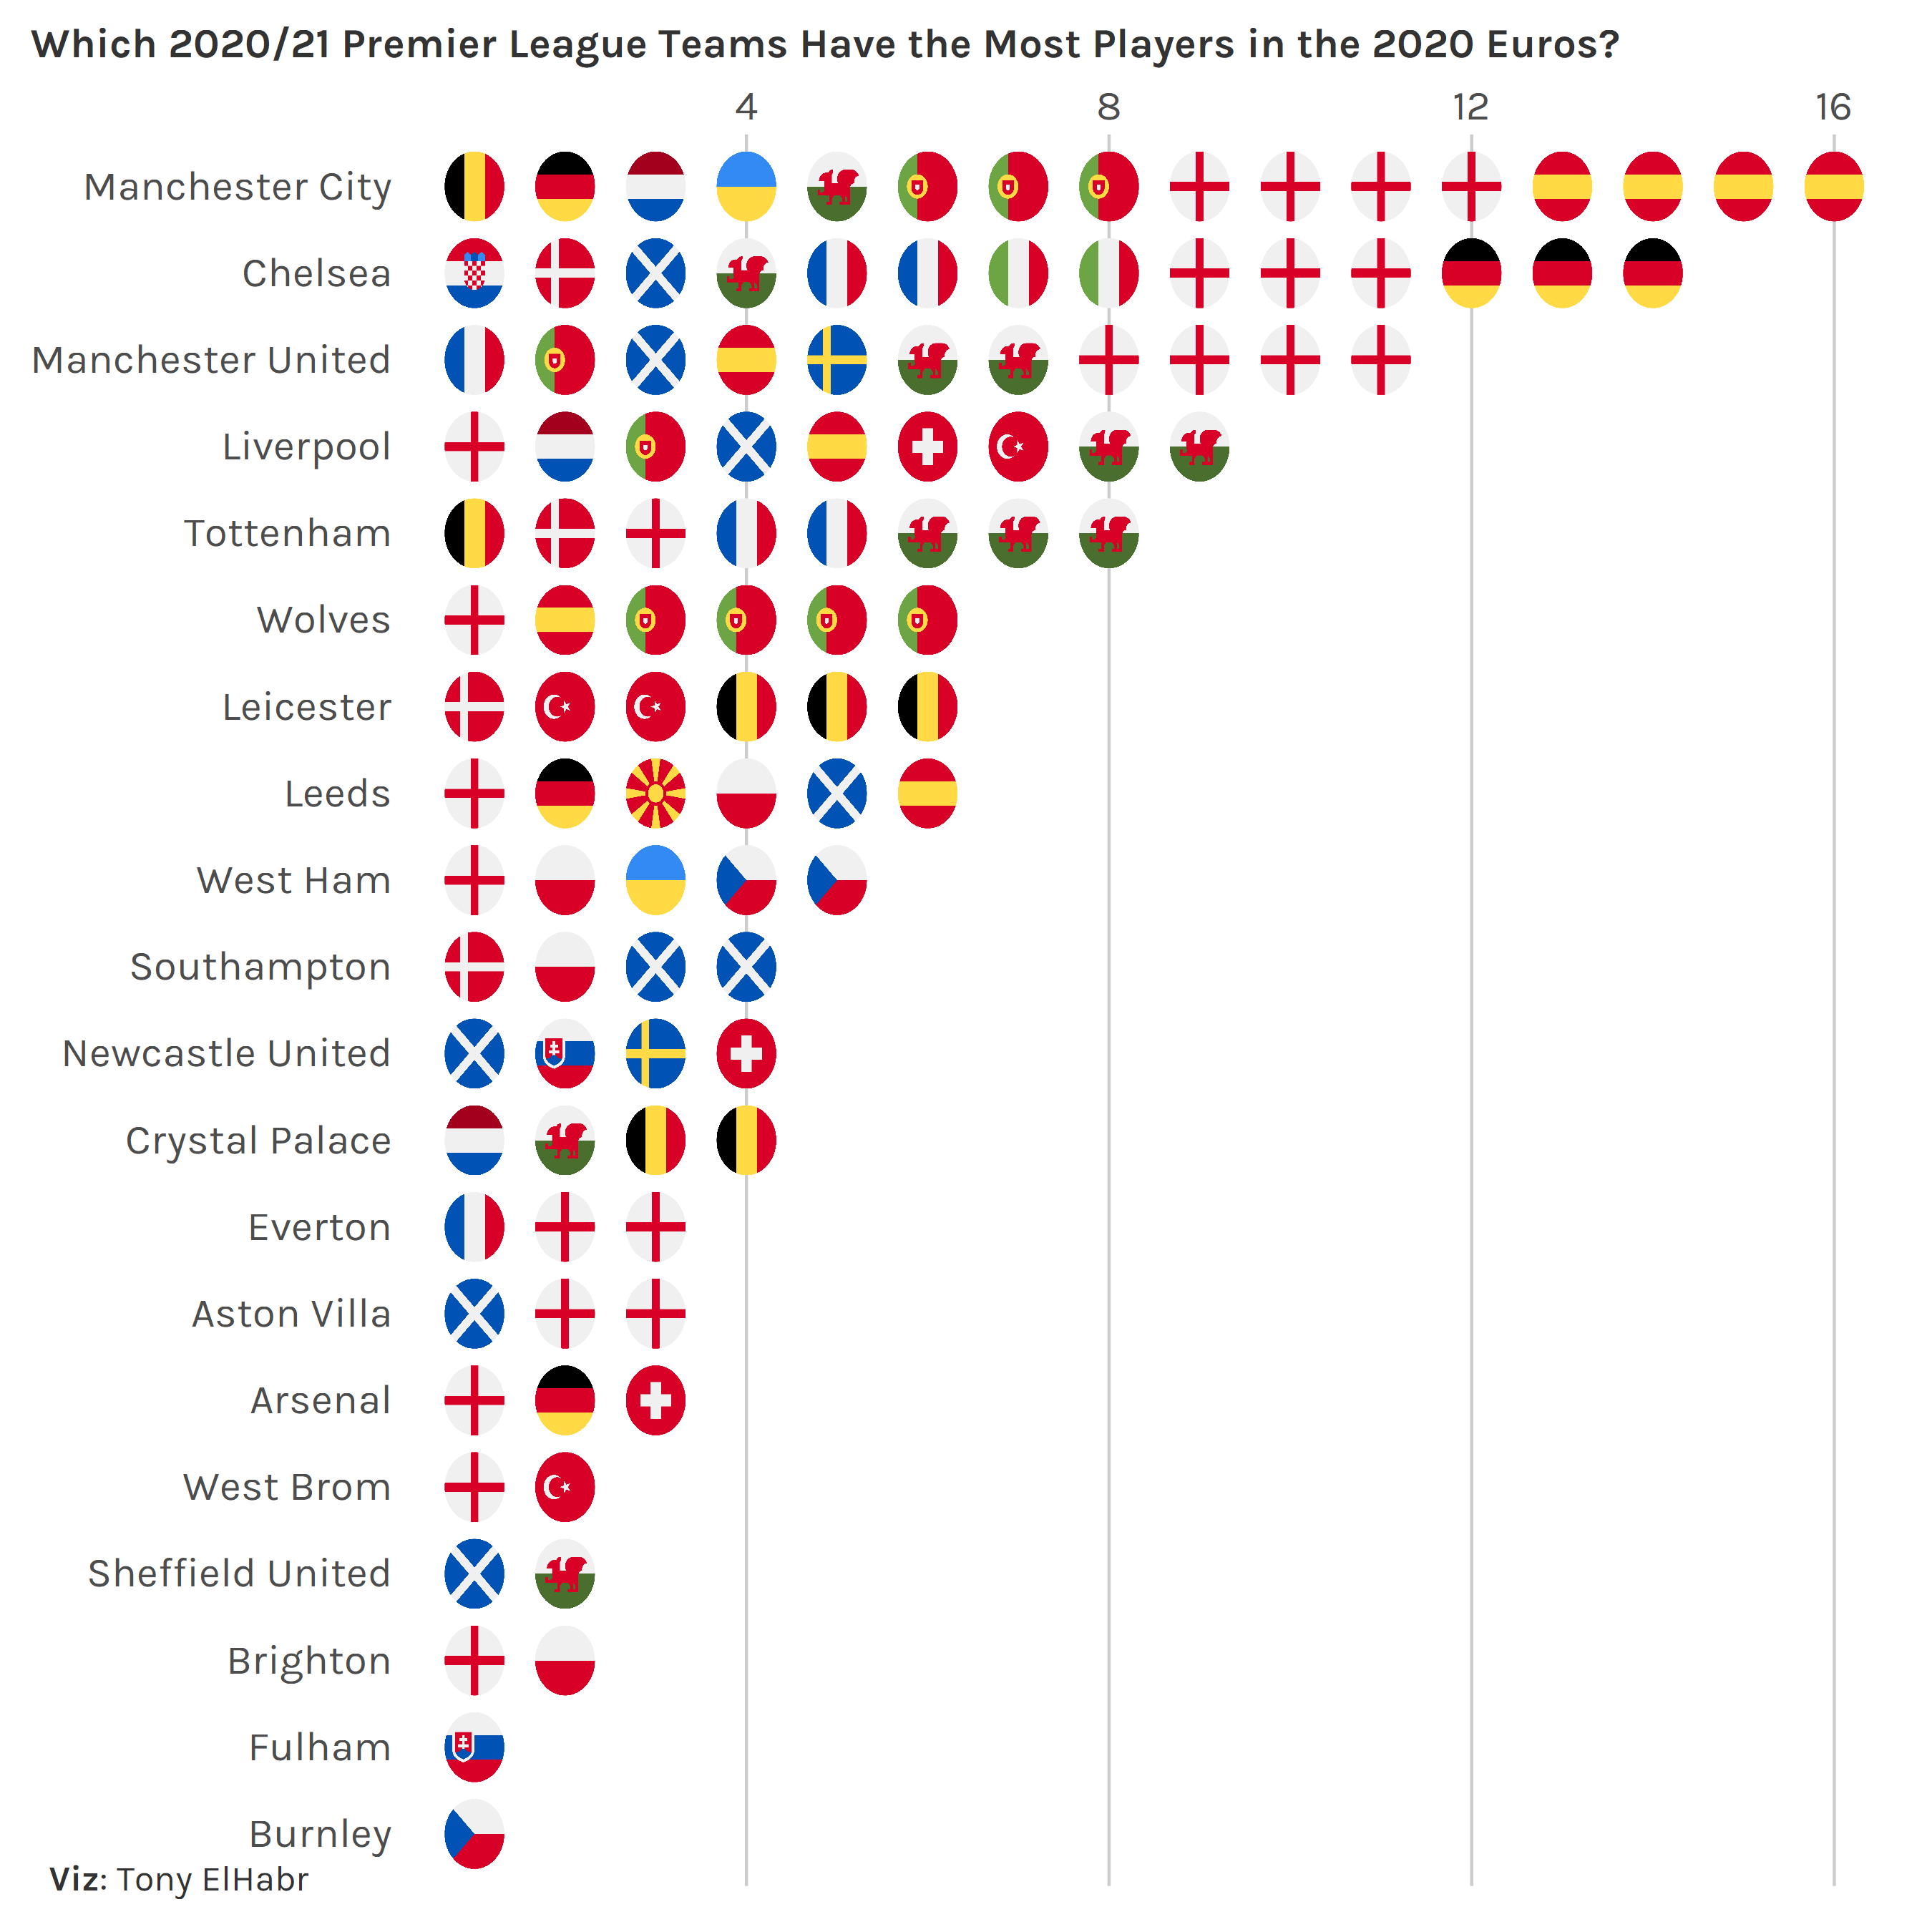 Which 2020/21 Premier League Teams Have the Most Players in the 2020 Euros?
4 8 12 16
Manchester City
Chelsea
Manchester United
Liverpool
Tottenham
Wolves
Leicester
Leeds
West Ham
Southampton
Newcastle United
Crystal Palace
Everton
Aston Villa
Arsenal
West Brom
Sheffield United
Brighton
Fulham
Burnley
Viz: Tony ElHabr